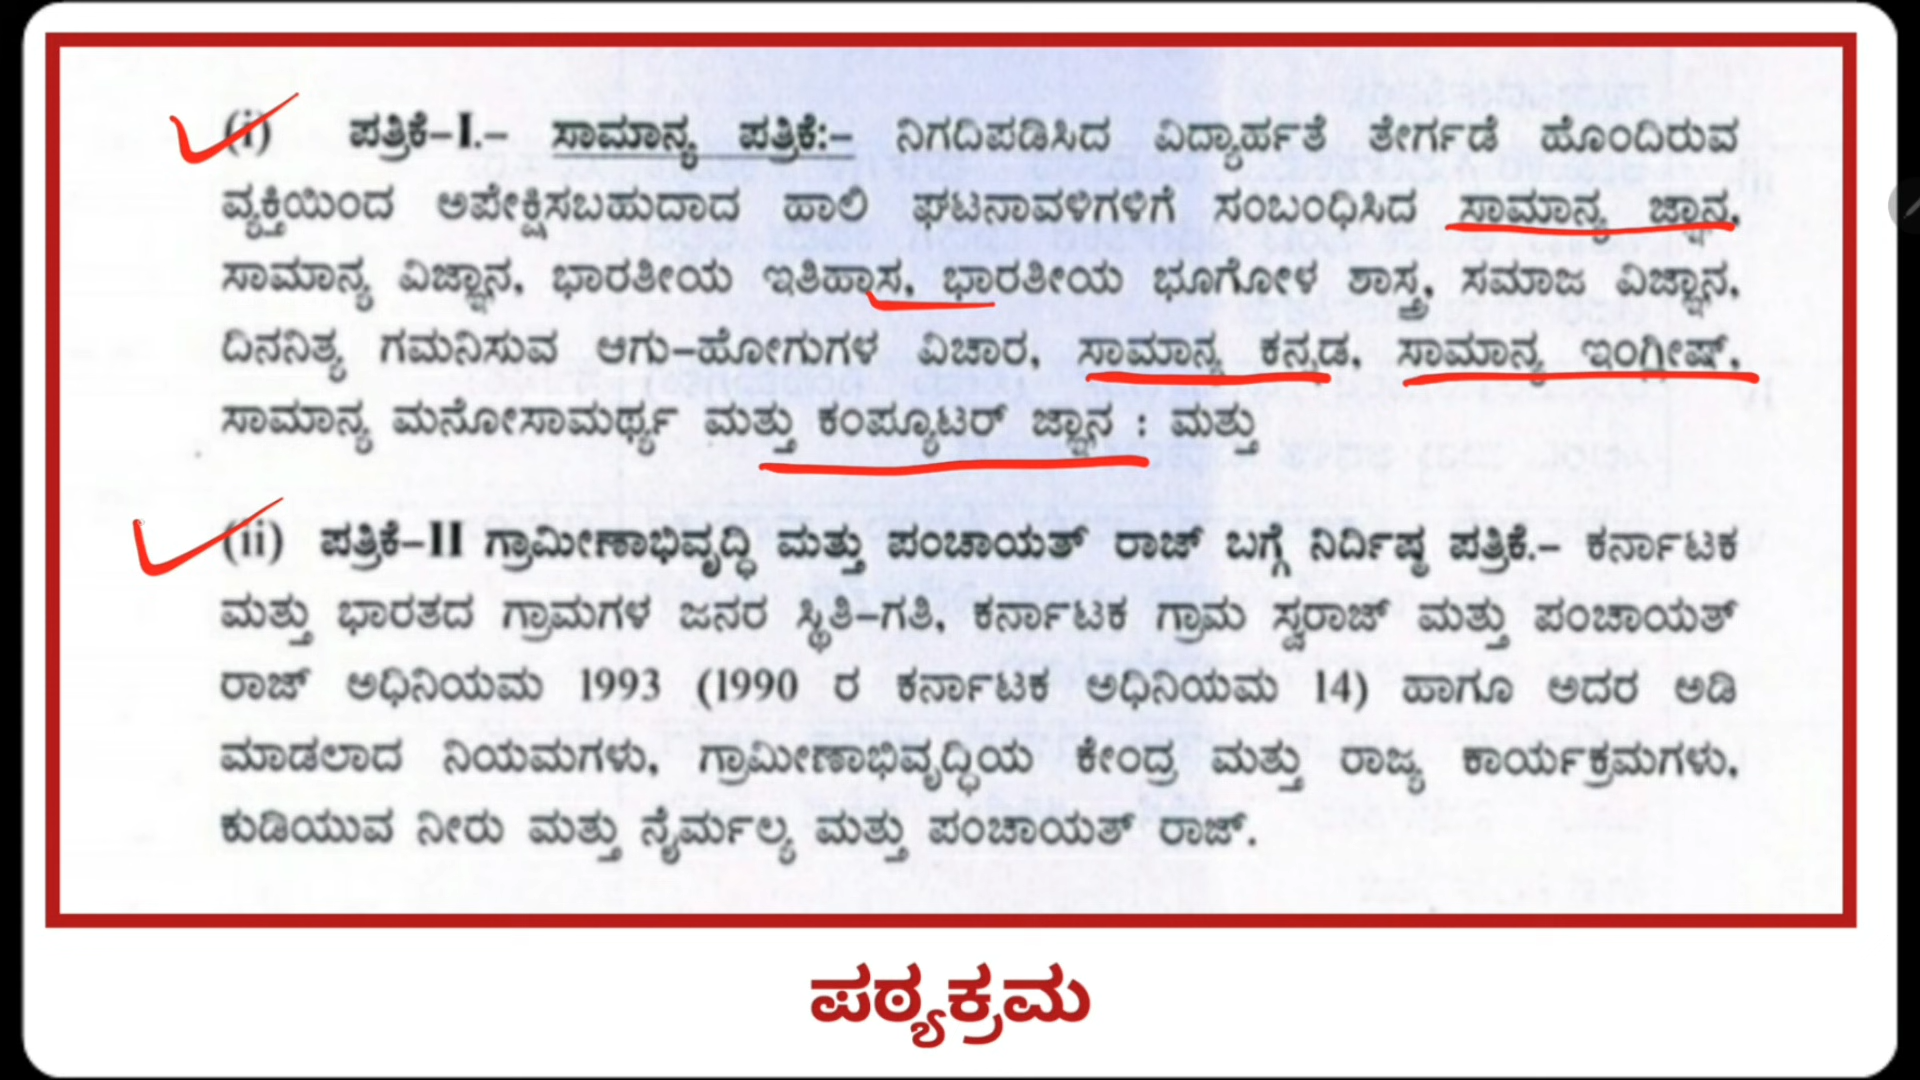 (i) ಪತ್ರಿಕೆ–I.– ಸಾಮಾನ್ಯ ಪತ್ರಿಕೆ:– ನಿಗದಿಪಡಿಸಿದ ವಿದ್ಯಾರ್ಹತೆ ತೇರ್ಗಡೆ ಹೊಂದಿರುವ
ವ್ಯಕ್ತಿಯಿಂದ ಅಪೇಕ್ಷಿಸಬಹುದಾದ ಹಾಲಿ ಘಟನಾವಳಿಗಳಿಗೆ ಸಂಬಂಧಿಸಿದ ಸಾಮಾನ್ಯ ಜ್ಞಾನ,
ಸಾಮಾನ್ಯ ವಿಜ್ಞಾನ, ಭಾರತೀಯ ಇತಿಹಾಸ, ಭಾರತೀಯ ಭೂಗೋಳ ಶಾಸ್ತ್ರ, ಸಮಾಜ ವಿಜ್ಞಾನ,
ದಿನನಿತ್ಯ ಗಮನಿಸುವ ಆಗು–ಹೋಗುಗಳ ವಿಚಾರ, ಸಾಮಾನ್ಯ ಕನ್ನಡ, ಸಾಮಾನ್ಯ ಇಂಗ್ಲೀಷ್,
ಸಾಮಾನ್ಯ ಮನೋಸಾಮರ್ಥ್ಯ ಮತ್ತು ಕಂಪ್ಯೂಟರ್ ಜ್ಞಾನ : ಮತ್ತು
(ii) ಪತ್ರಿಕೆ–II ಗ್ರಾಮೀಣಾಭಿವೃದ್ಧಿ ಮತ್ತು ಪಂಚಾಯತ್ ರಾಜ್ ಬಗ್ಗೆ ನಿರ್ದಿಷ್ಠ ಪತ್ರಿಕೆ.– ಕರ್ನಾಟಕ
ಮತ್ತು ಭಾರತದ ಗ್ರಾಮಗಳ ಜನರ ಸ್ಥಿತಿ–ಗತಿ, ಕರ್ನಾಟಕ ಗ್ರಾಮ ಸ್ವರಾಜ್ ಮತ್ತು ಪಂಚಾಯತ್
ರಾಜ್ ಅಧಿನಿಯಮ 1993 (1990 ರ ಕರ್ನಾಟಕ ಅಧಿನಿಯಮ 14) ಹಾಗೂ ಅದರ ಅಡಿ
ಮಾಡಲಾದ ನಿಯಮಗಳು, ಗ್ರಾಮೀಣಾಭಿವೃದ್ಧಿಯ ಕೇಂದ್ರ ಮತ್ತು ರಾಜ್ಯ ಕಾರ್ಯಕ್ರಮಗಳು,
ಕುಡಿಯುವ ನೀರು ಮತ್ತು ನೈರ್ಮಲ್ಯ ಮತ್ತು ಪಂಚಾಯತ್ ರಾಜ್.
ಪಠ್ಯಕ್ರಮ